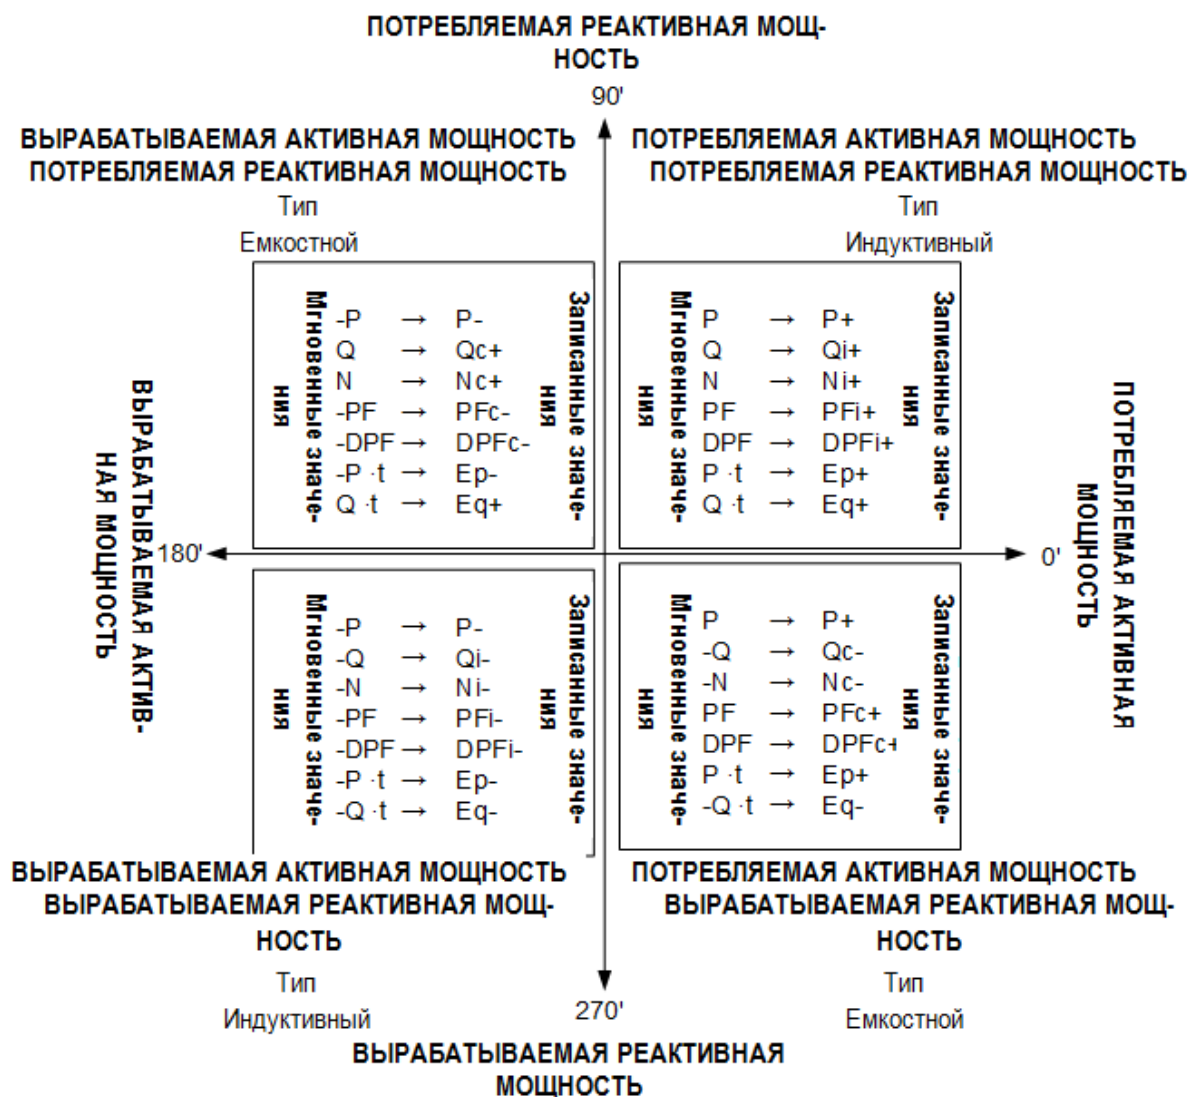 ПОТРЕБЛЯЕМАЯ РЕАКТИВНАЯ МОЩ-
НОСТЬ
90'
ВЫРАБАТЫВАЕМАЯ АКТИВНАЯ МОЩНОСТЬ
ПОТРЕБЛЯЕМАЯ РЕАКТИВНАЯ МОЩНОСТЬ
Тип
Емкостной
ПОТРЕБЛЯЕМАЯ АКТИВНАЯ МОЩНОСТЬ
ПОТРЕБЛЯЕМАЯ РЕАКТИВНАЯ МОЩНОСТЬ
Тип
Индуктивный
Мгновенные значе-
ния
-P → P-
Q → Qc+
N → Nc+
-PF → PFc-
-DPF → DPFc-
-P ·t → Ep-
Q ·t → Eq+
Записанные значе-
ния
Мгновенные значе-
ния
P → P+
Q → Qi+
N → Ni+
PF → PFi+
DPF → DPFi+
P ·t → Ep+
Q ·t → Eq+
Записанные значе-
ния
ВЫРАБАТЫВАЕМАЯ АКТИВ-
НАЯ МОЩНОСТЬ
180'
0'
ПОТРЕБЛЯЕМАЯ АКТИВНАЯ
МОЩНОСТЬ
Мгновенные значе-
ния
-P → P-
-Q → Qi-
-N → Ni-
-PF → PFi-
-DPF → DPFi-
-P ·t → Ep-
-Q ·t → Eq-
Записанные значе-
ния
Мгновенные значе-
ния
P → P+
-Q → Qc-
-N → Nc-
PF → PFc+
DPF → DPFc+
P ·t → Ep+
-Q ·t → Eq-
Записанные значе-
ния
ВЫРАБАТЫВАЕМАЯ АКТИВНАЯ МОЩНОСТЬ
ВЫРАБАТЫВАЕМАЯ РЕАКТИВНАЯ МОЩ-
НОСТЬ
Тип
Индуктивный
ПОТРЕБЛЯЕМАЯ АКТИВНАЯ МОЩНОСТЬ
ВЫРАБАТЫВАЕМАЯ РЕАКТИВНАЯ МОЩ-
НОСТЬ
Тип
Емкостной
270'
ВЫРАБАТЫВАЕМАЯ РЕАКТИВНАЯ
МОЩНОСТЬ